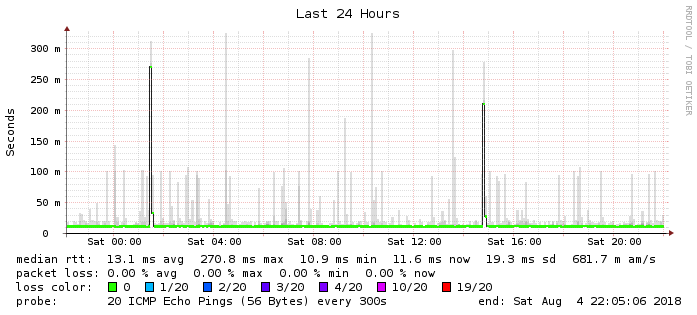 Last 24 Hours
RRDTOOL / TOBI OETIKER
Seconds
300 m
250 m
200 m
150 m
100 m
50 m
0
Sat 00:00 Sat 04:00 Sat 08:00 Sat 12:00 Sat 16:00 Sat 20:00
median rtt: 13.1 ms avg 270.8 ms max 10.9 ms min 11.6 ms now 19.3 ms sd 681.7 m am/s
packet loss: 0.00 % avg 0.00 % max 0.00 % min 0.00 % now
loss color: 0 1/20 2/20 3/20 4/20 10/20 19/20
probe: 20 ICMP Echo Pings (56 Bytes) every 300s end: Sat Aug 4 22:05:06 2018